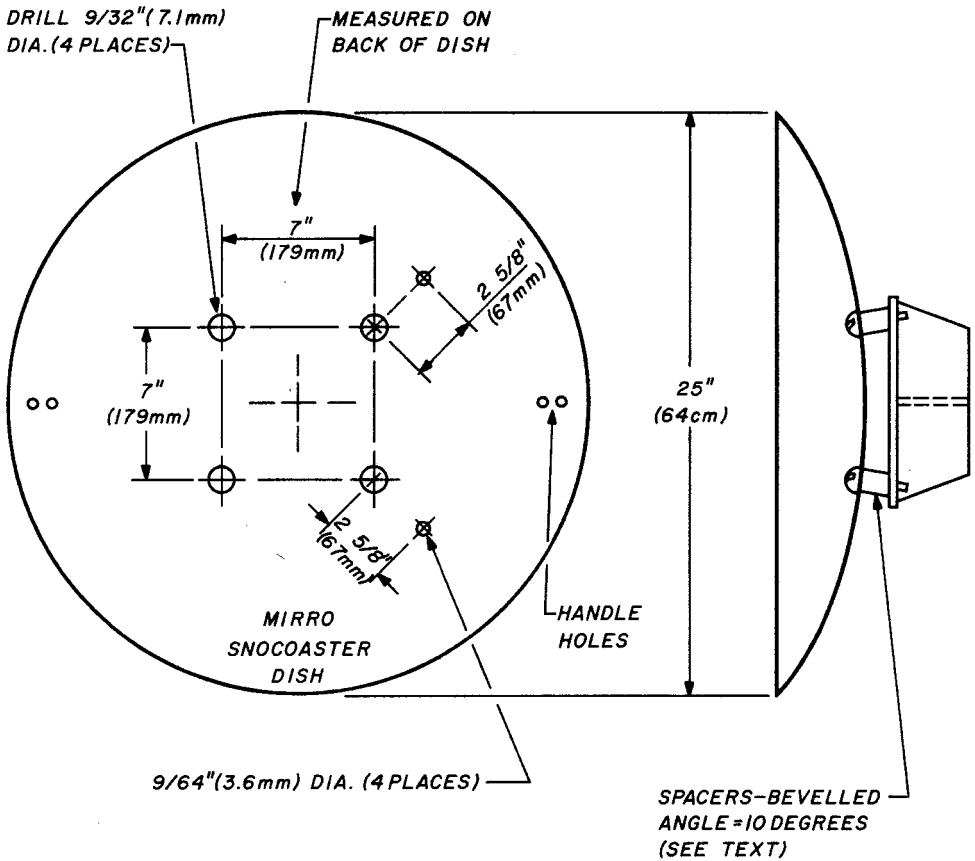 DRILL 9/32"(7.1mm)
DIA.(4 PLACES)
MEASURED ON
BACK OF DISH
7"
(179mm)
2 5/8"
(67mm)
7"
(179mm)
25"
(64cm)
2 5/8"
(67mm)
MIRRO
SNOCOASTER
DISH
HANDLE
HOLES
9/64"(3.6mm) DIA. (4 PLACES)
SPACERS-BEVELLED
ANGLE=10 DEGREES
(SEE TEXT)